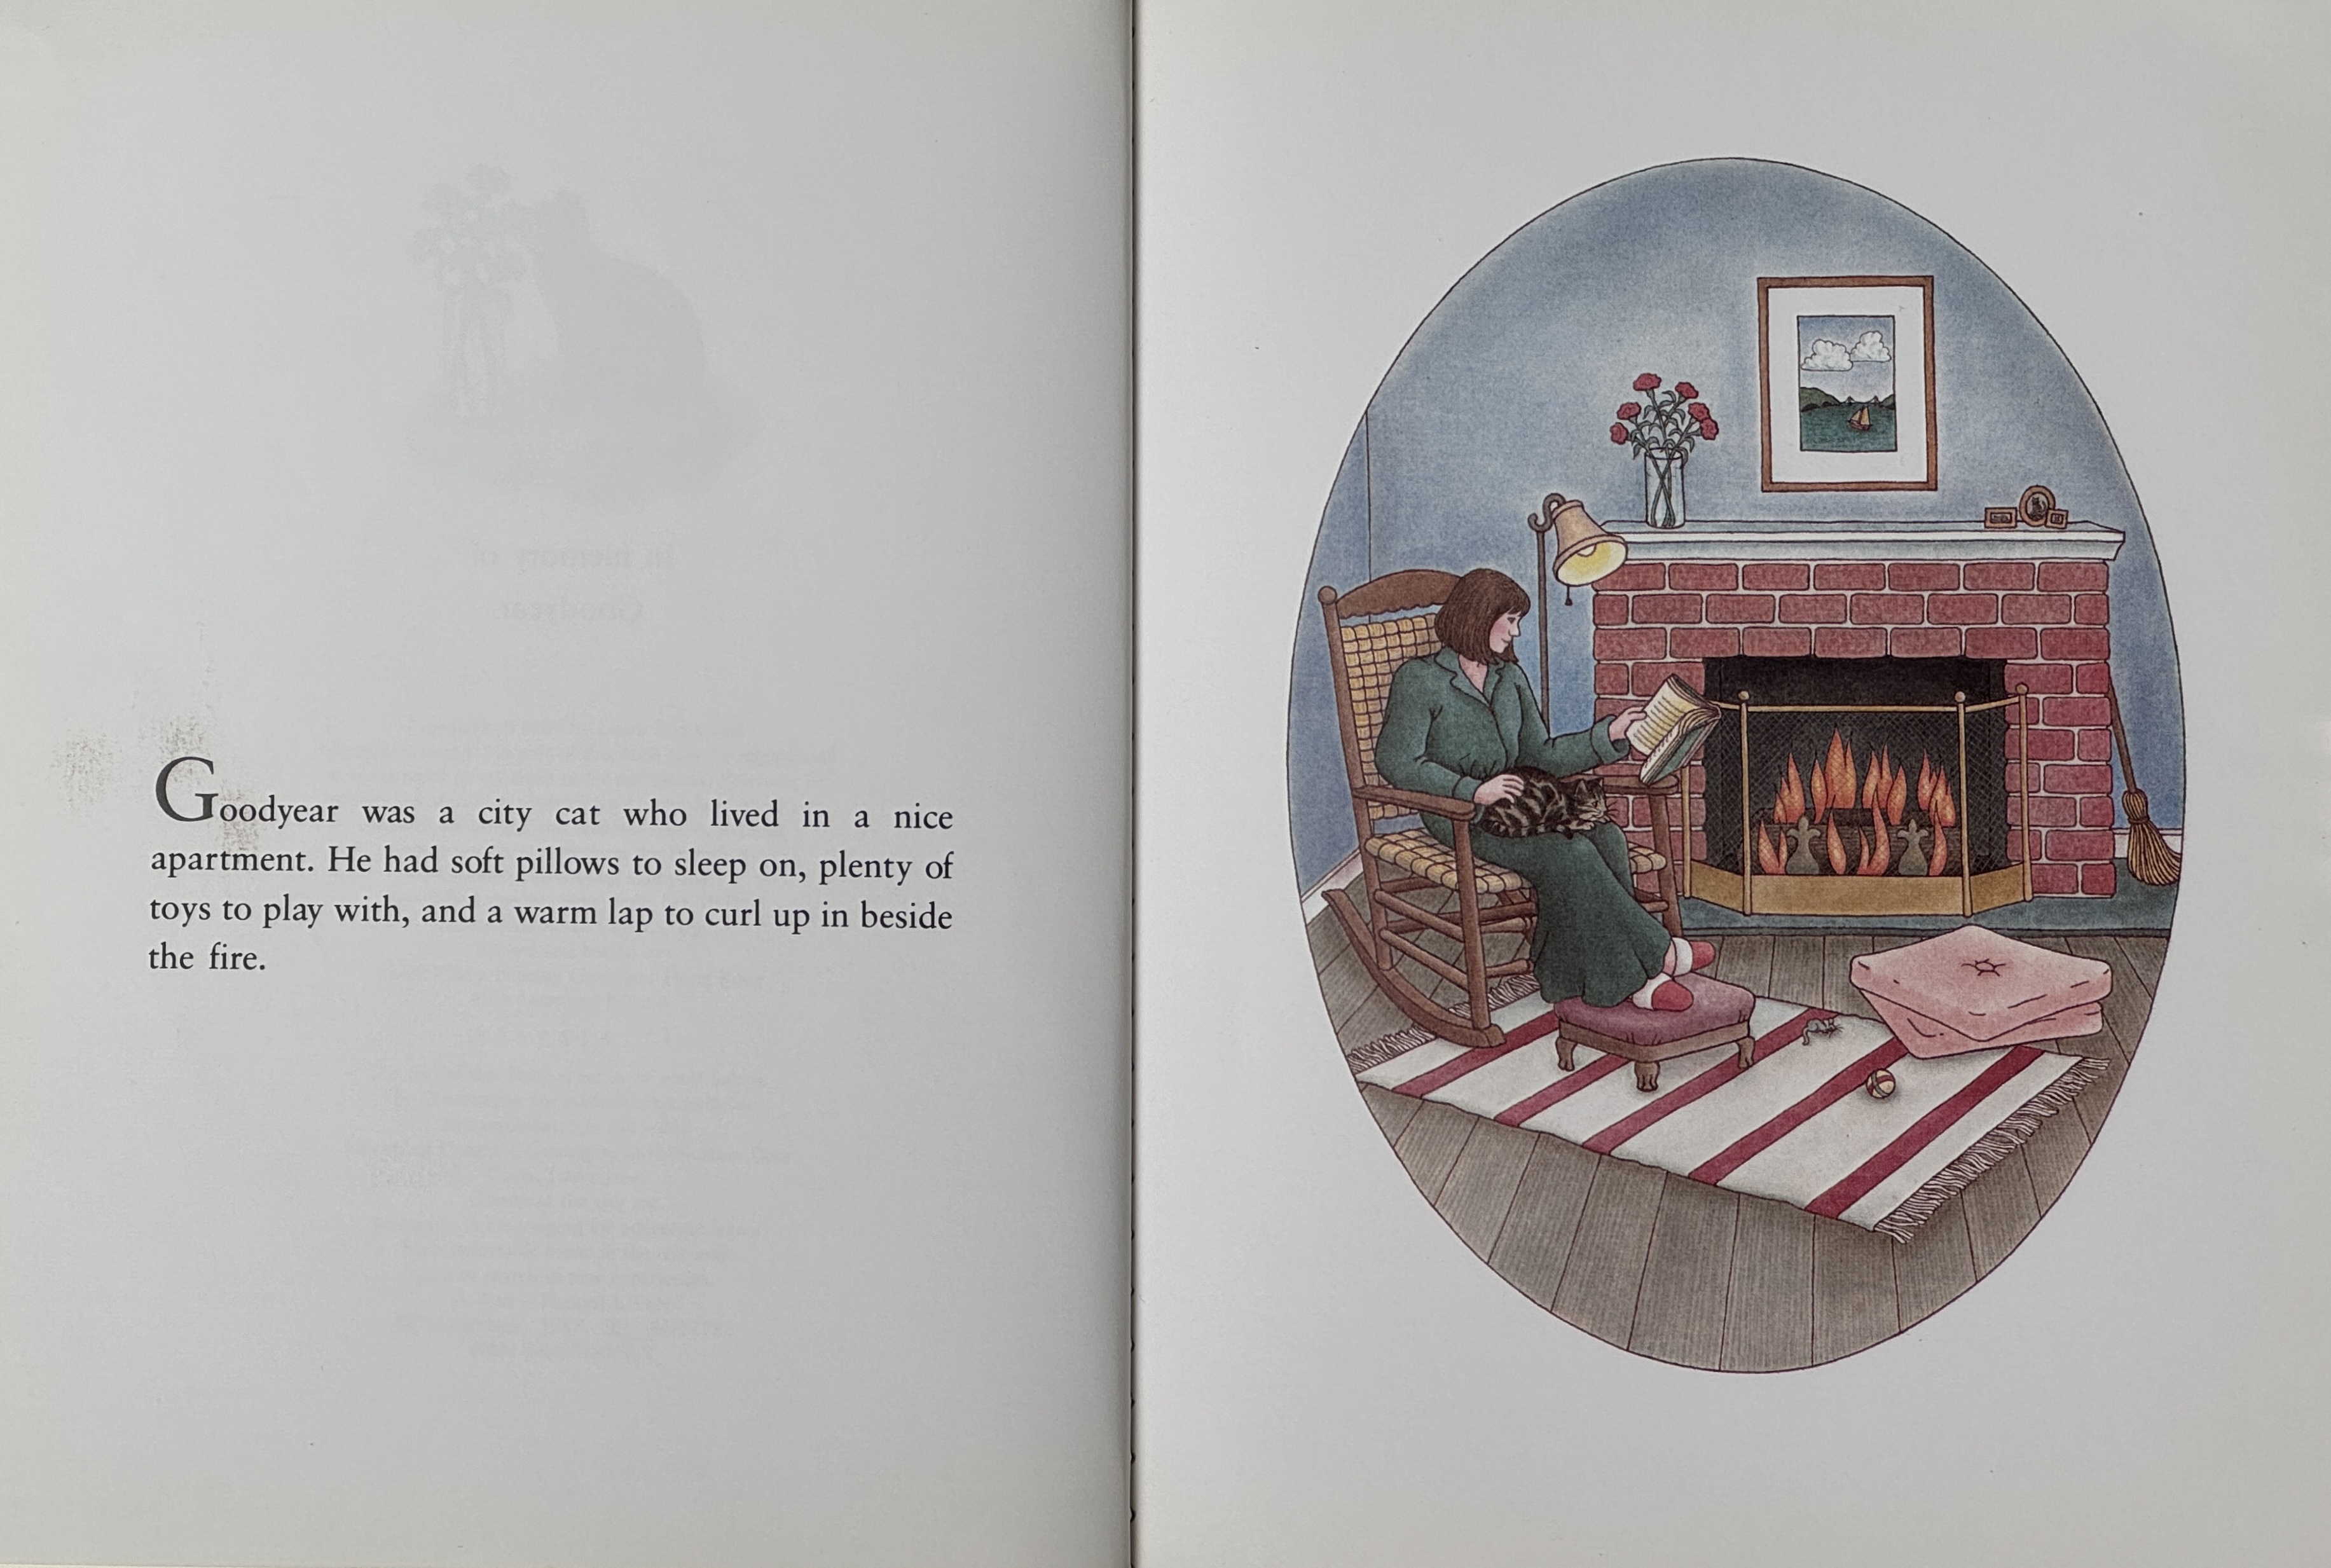 Goodyear was a city cat who lived in a nice
apartment. He had soft pillows to sleep on, plenty of
toys to play with, and a warm lap to curl up in beside
the fire.